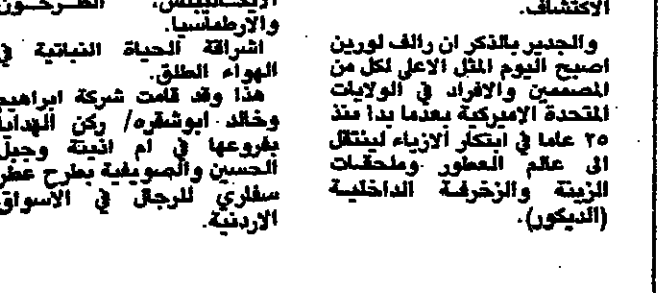 الاكتشاف.
والجدير بالذكر ان رالف لورين
اصبح اليوم المثل الاعلى لكل من
المصممين والافراد في الولايات
المتحدة الاميركية بعدما بدا منذ
٢٥ عاما في ابتكار الازياء لينتقل
الى عالم العطور وملحقات
الزينة والزخرفة الداخلية
(الديكور).
والارطماسيا.
اشراقة الحياة النباتية في
الهواء الطلق.
هذا وقد قامت شركة ابراهيم
وخالد ابوشقره/ ركن الهدايا
بفروعها في ام اذينة وجبل
الحسين والصويفية بطرح عطر
سفاري للرجال في الاسواق
الاردنية.